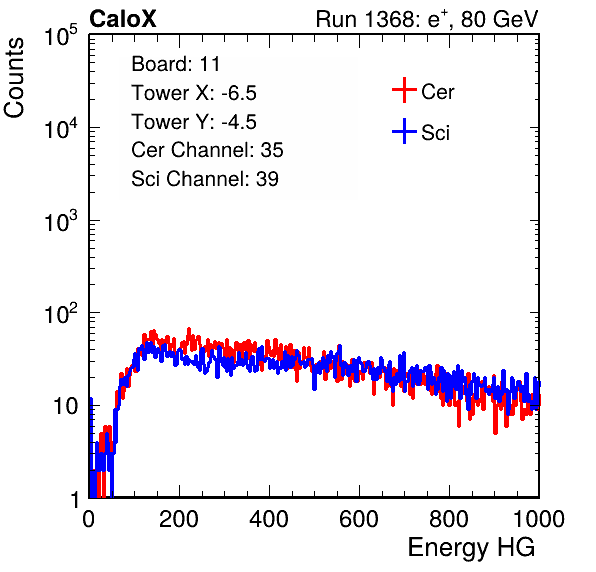 CaloX Run 1368: e⁺, 80 GeV
Counts
Board: 11
Tower X: -6.5
Tower Y: -4.5
Cer Channel: 35
Sci Channel: 39
Cer
Sci
10⁵
10⁴
10³
10²
10
1
0 200 400 600 800 1000
Energy HG